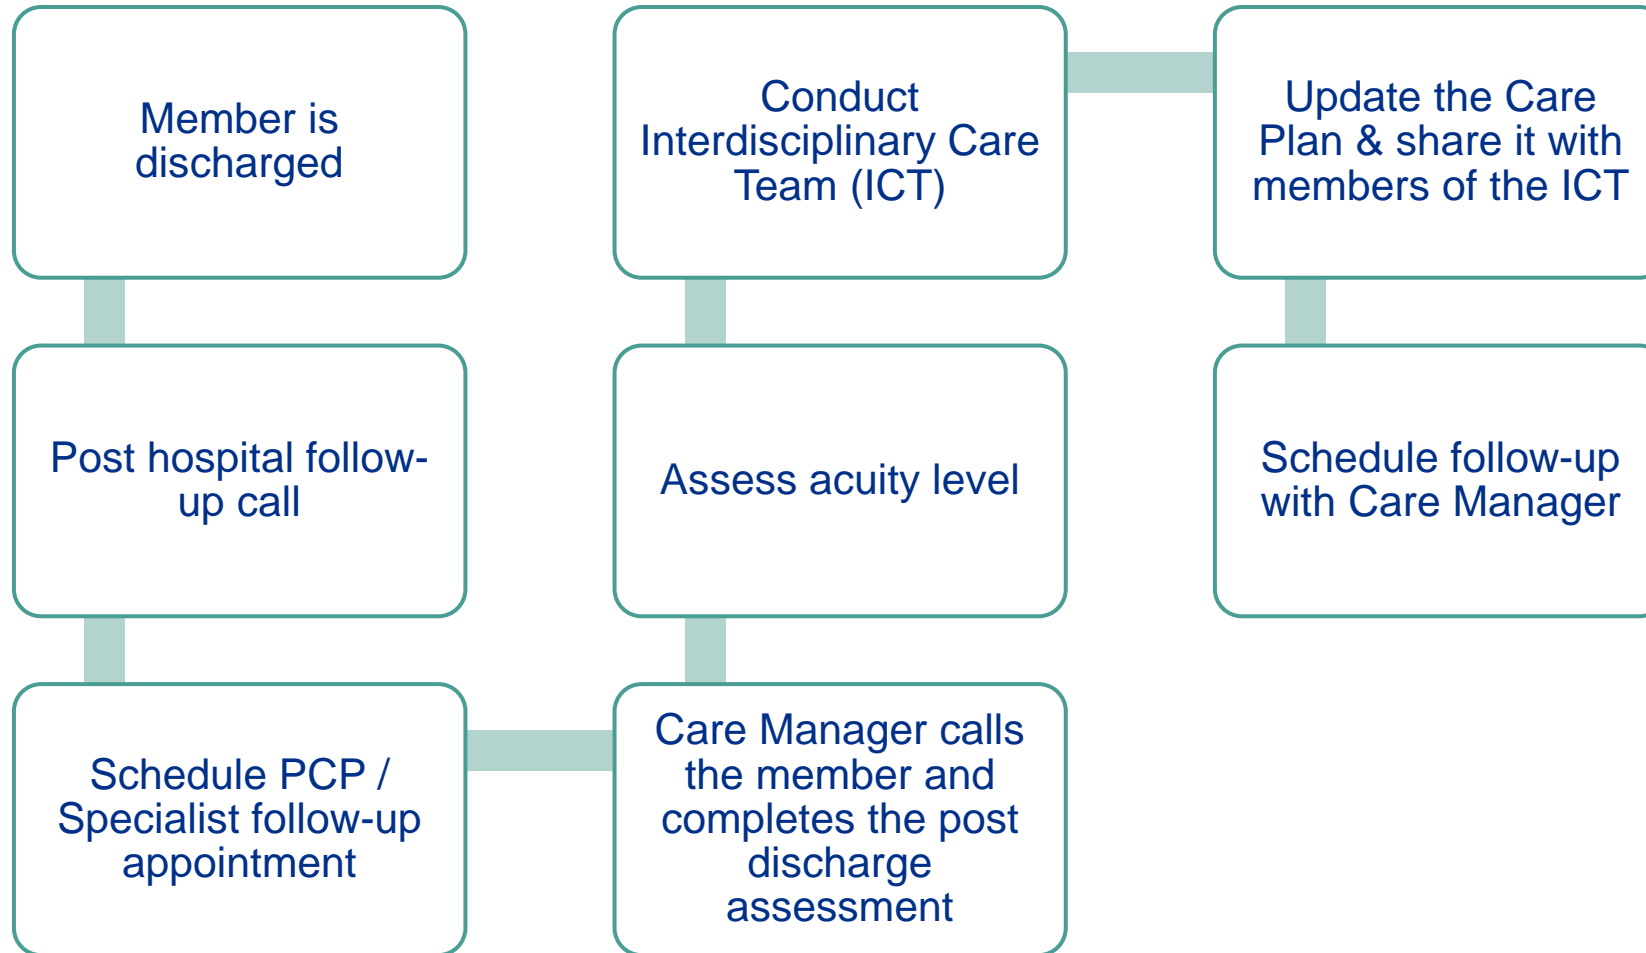 Member is
discharged
Post hospital follow-
up call
Schedule PCP /
Specialist follow-up
appointment
Care Manager calls
the member and
completes the post
discharge
assessment
Assess acuity level
Conduct
Interdisciplinary Care
Team (ICT)
Update the Care
Plan & share it with
members of the ICT
Schedule follow-up
with Care Manager